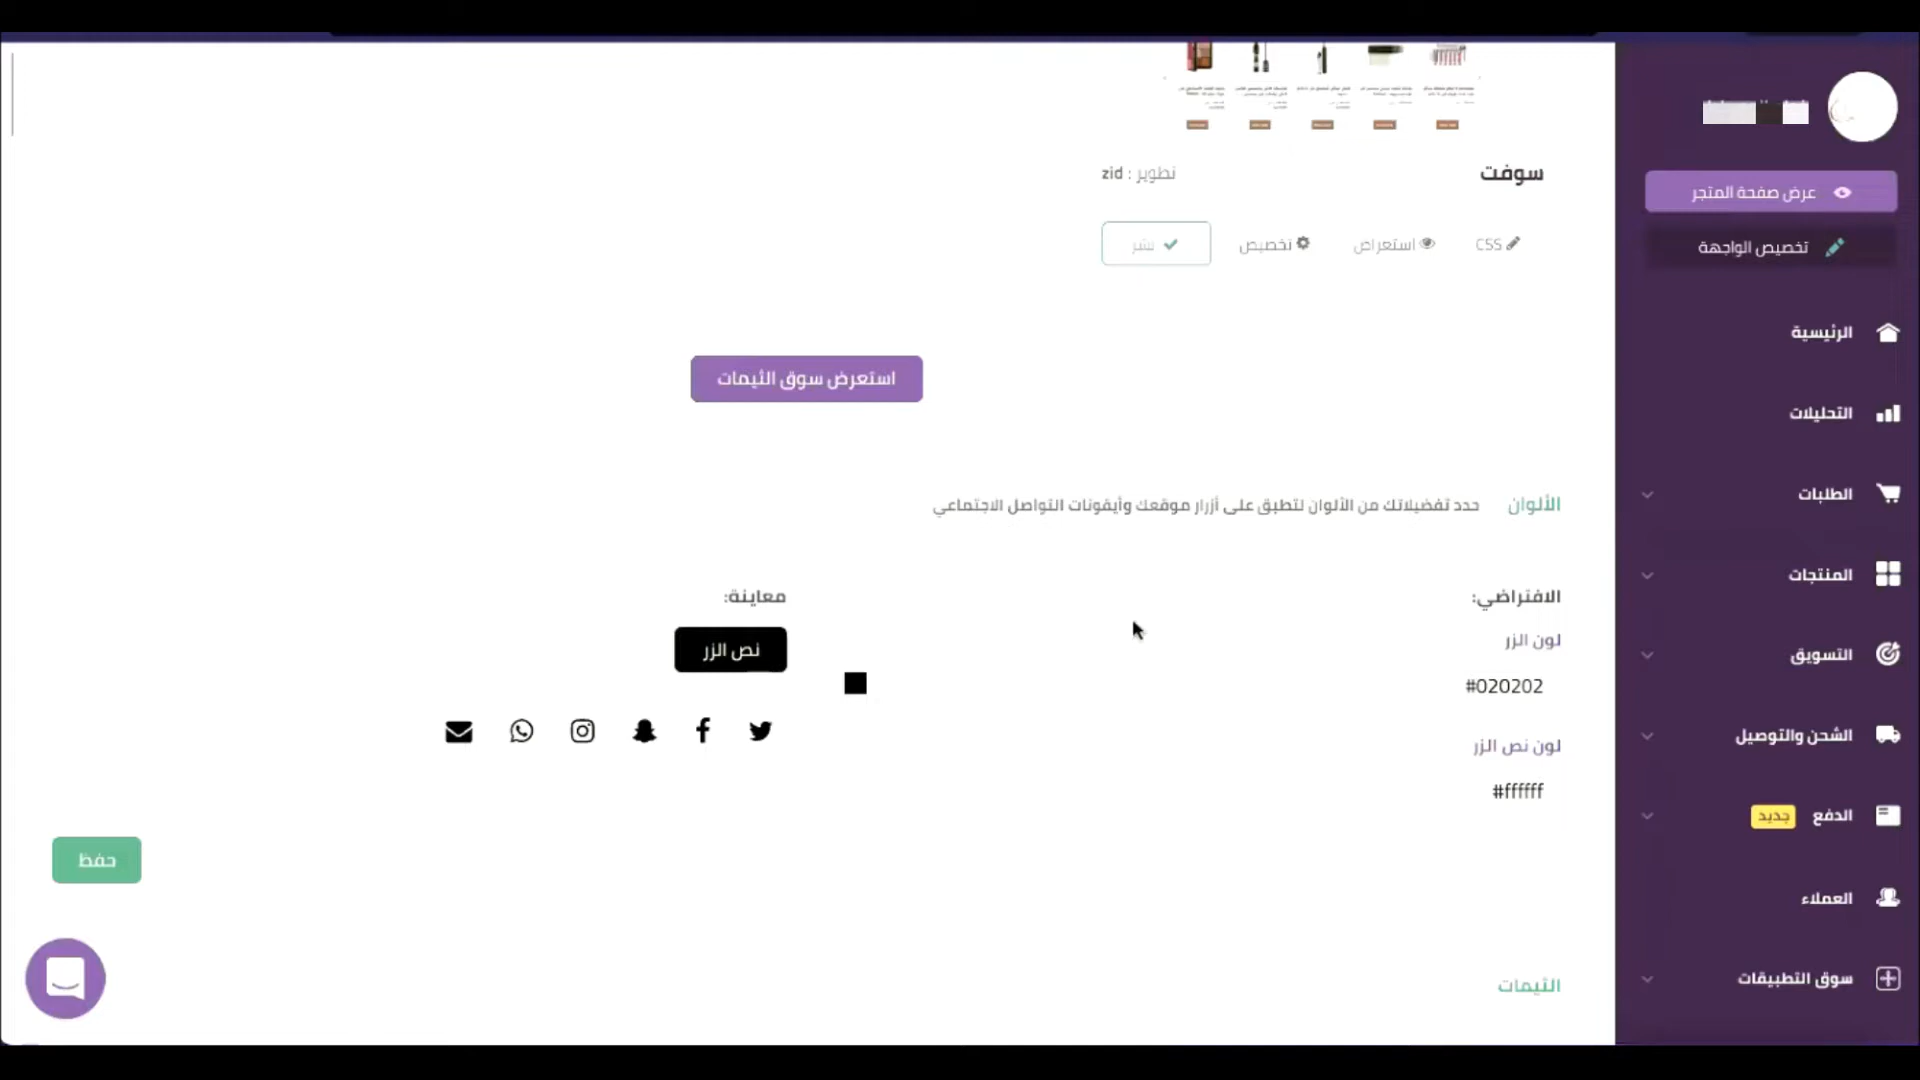 عرض صفحة المتجر
تخصيص الواجهة
الرئيسية
التحليلات
الطلبات
المنتجات
التسويق
الشحن والتوصيل
الدفع جديد
العملاء
سوق التطبيقات
سوفت
تطوير : zid
CSS
استعراض
تخصيص
نشر
استعرض سوق الثيمات
الألوان
حدد تفضيلاتك من الألوان لتطبق على أزرار موقعك وأيقونات التواصل الاجتماعي
الافتراضي:
لون الزر
#020202
لون نص الزر
#ffffff
معاينة:
نص الزر
حفظ
الثيمات